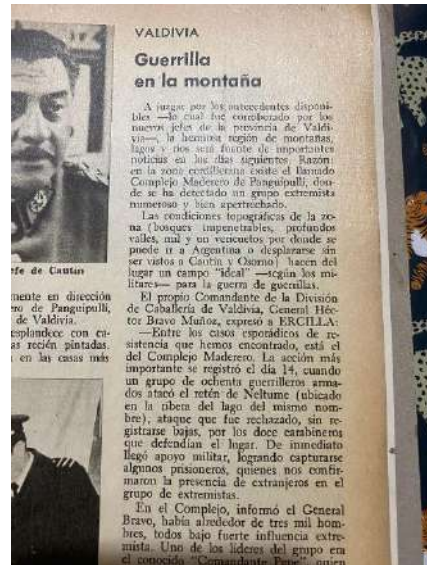 VALDIVIA
Guerrilla
en la montaña
A juzgar por los antecedentes disponi-
bles —lo cual fué corroborado por los
nuevos jefes de la provincia de Valdi-
via—, la hermosa región de montañas,
lagos y ríos será fuente de importantes
noticias en los días siguientes. Razón:
en la zona cordillerana existe el llamado
Complejo Maderero de Panguipulli, don-
de se ha detectado un grupo extremista
numeroso y bien apertrechado.
Las condiciones topográficas de la zo-
na (bosques impenetrables, profundos
valles, mil y un vericuetos por donde se
puede ir a Argentina o desplazarse sin
ser vistos a Cautín y Osorno) hacen del
lugar un campo "ideal" —según los mi-
litares— para la guerra de guerrillas.
El propio Comandante de la División
de Caballería de Valdivia, General Héc-
tor Bravo Muñoz, expresó a ERCILLA:
—Entre los casos esporádicos de re-
sistencia que hemos encontrado, está el
del Complejo Maderero. La acción más
importante se registró el día 14, cuando
un grupo de ochenta guerrilleros arma-
dos atacó el retén de Neltume (ubicado
en la ribera del lago del mismo nom-
bre), ataque que fue rechazado, sin re-
gistrarse bajas, por los doce carabineros
que defendían el lugar. De inmediato
llegó apoyo militar, logrando capturarse
algunos prisioneros, quienes nos confir-
maron la presencia de extranjeros en el
grupo de extremistas.
En el Complejo, informó el General
Bravo, había alrededor de tres mil hom-
bres, todos bajo fuerte influencia extre-
mista. Uno de los líderes del grupo era
el conocido "Comandante Pepe", quien
efe de Cautín
mente en dirección
ro de Panguipulli,
de Valdivia.
esplandece con ca-
as recién pintadas.
en las casas más